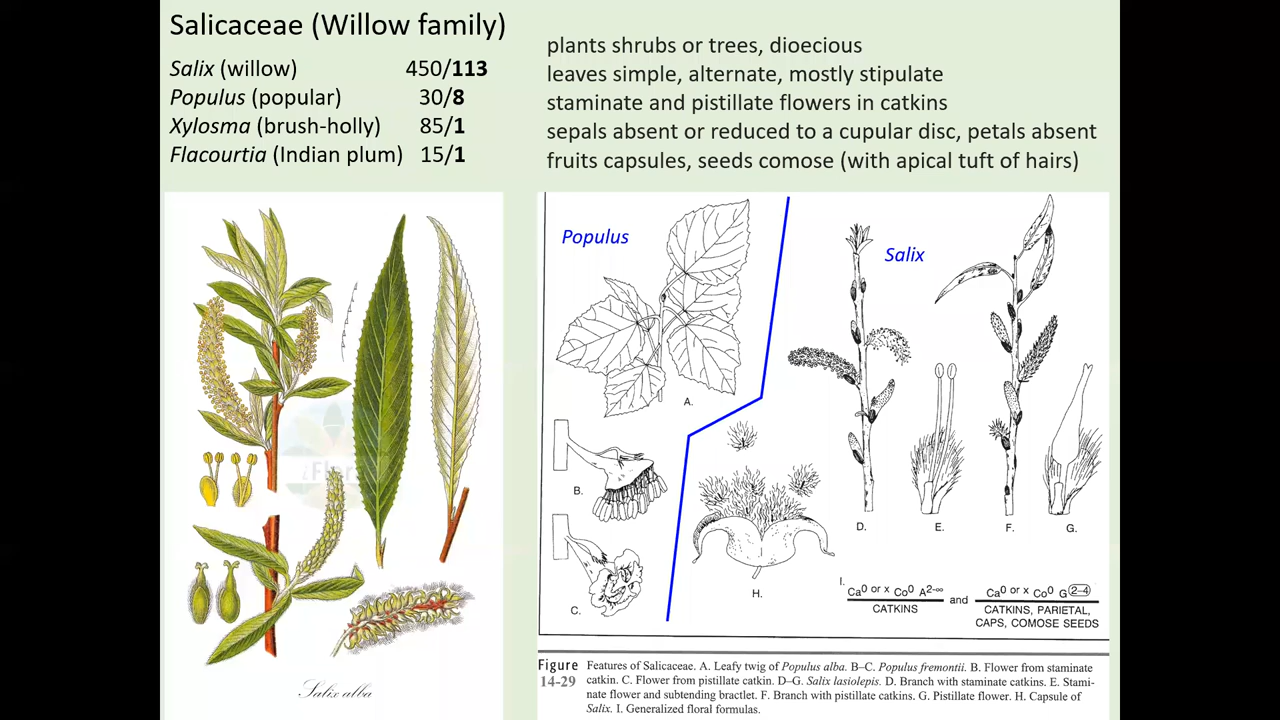 Salicaceae (Willow family)
Salix (willow) 450/113
Populus (popular) 30/8
Xylosma (brush-holly) 85/1
Flacourtia (Indian plum) 15/1
plants shrubs or trees, dioecious
leaves simple, alternate, mostly stipulate
staminate and pistillate flowers in catkins
sepals absent or reduced to a cupular disc, petals absent
fruits capsules, seeds comose (with apical tuft of hairs)
Salix alba
Populus
Salix
A.
B.
C.
D.
E.
F.
G.
H.
I.
Ca0 or x Co0 A2-∞
CATKINS
and
Ca0 or x Co0 G(2-4)
CATKINS, PARIETAL,
CAPS, COMOSE SEEDS
Figure 14-29
Features of Salicaceae. A. Leafy twig of Populus alba. B–C. Populus fremontii. B. Flower from staminate
catkin. C. Flower from pistillate catkin. D–G. Salix lasiolepis. D. Branch with staminate catkins. E. Stami-
nate flower and subtending bractlet. F. Branch with pistillate catkins. G. Pistillate flower. H. Capsule of
Salix. I. Generalized floral formulas.